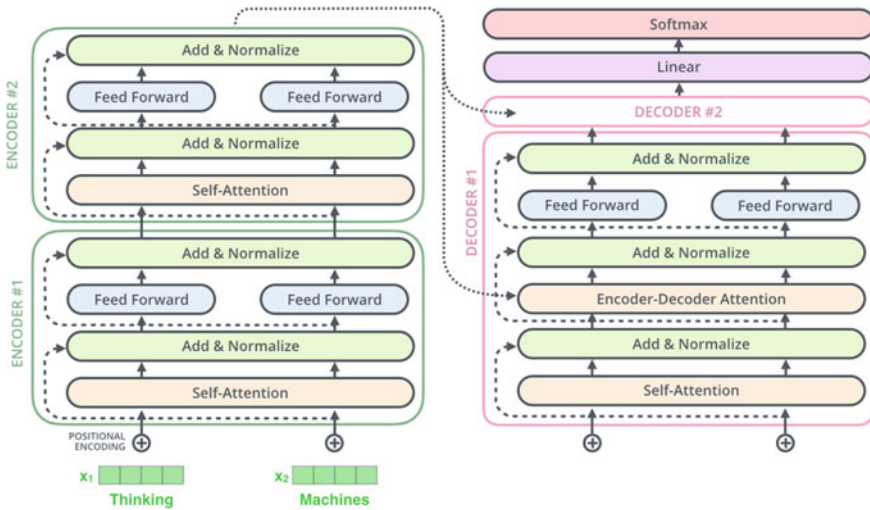 ENCODER #2
Add & Normalize
Feed Forward
Feed Forward
Add & Normalize
Self-Attention
ENCODER #1
Add & Normalize
Feed Forward
Feed Forward
Add & Normalize
Self-Attention
POSITIONAL
ENCODING
x1
x2
Thinking
Machines
Softmax
Linear
DECODER #2
DECODER #1
Add & Normalize
Feed Forward
Feed Forward
Add & Normalize
Encoder-Decoder Attention
Add & Normalize
Self-Attention